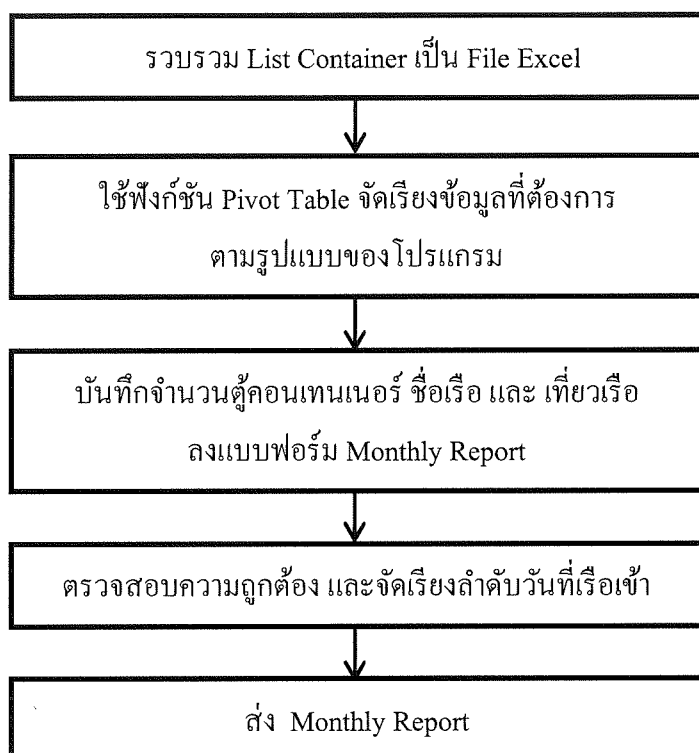 รวบรวม List Container เป็น File Excel
ใช้ฟังก์ชัน Pivot Table จัดเรียงข้อมูลที่ต้องการ
ตามรูปแบบของโปรแกรม
บันทึกจำนวนตู้คอนเทนเนอร์ ชื่อเรือ และ เที่ยวเรือ
ลงแบบฟอร์ม Monthly Report
ตรวจสอบความถูกต้อง และจัดเรียงลำดับวันที่เรือเข้า
ส่ง Monthly Report